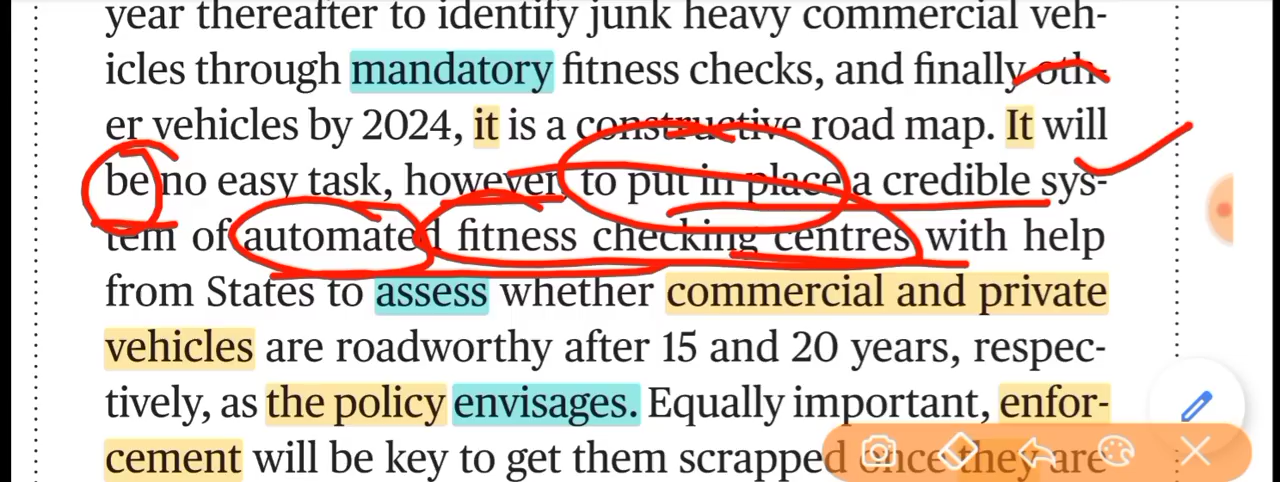 year thereafter to identify junk heavy commercial veh-
icles through mandatory fitness checks, and finally oth-
er vehicles by 2024, it is a constructive road map. It will
be no easy task, however, to put in place a credible sys-
tem of automated fitness checking centres with help
from States to assess whether commercial and private
vehicles are roadworthy after 15 and 20 years, respec-
tively, as the policy envisages. Equally important, enfor-
cement will be key to get them scrapped once they are